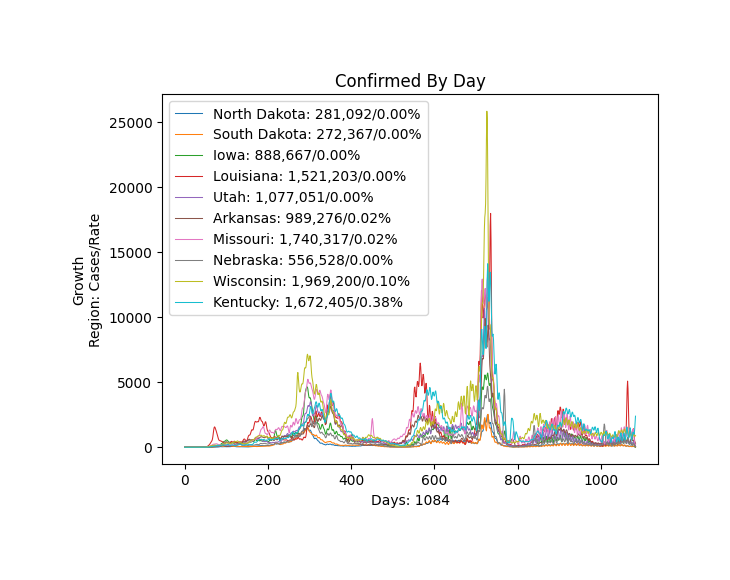 Confirmed By Day
25000
20000
15000
10000
5000
0
Growth
Region: Cases/Rate
North Dakota: 281,092/0.00%
South Dakota: 272,367/0.00%
Iowa: 888,667/0.00%
Louisiana: 1,521,203/0.00%
Utah: 1,077,051/0.00%
Arkansas: 989,276/0.02%
Missouri: 1,740,317/0.02%
Nebraska: 556,528/0.00%
Wisconsin: 1,969,200/0.10%
Kentucky: 1,672,405/0.38%
0 200 400 600 800 1000
Days: 1084